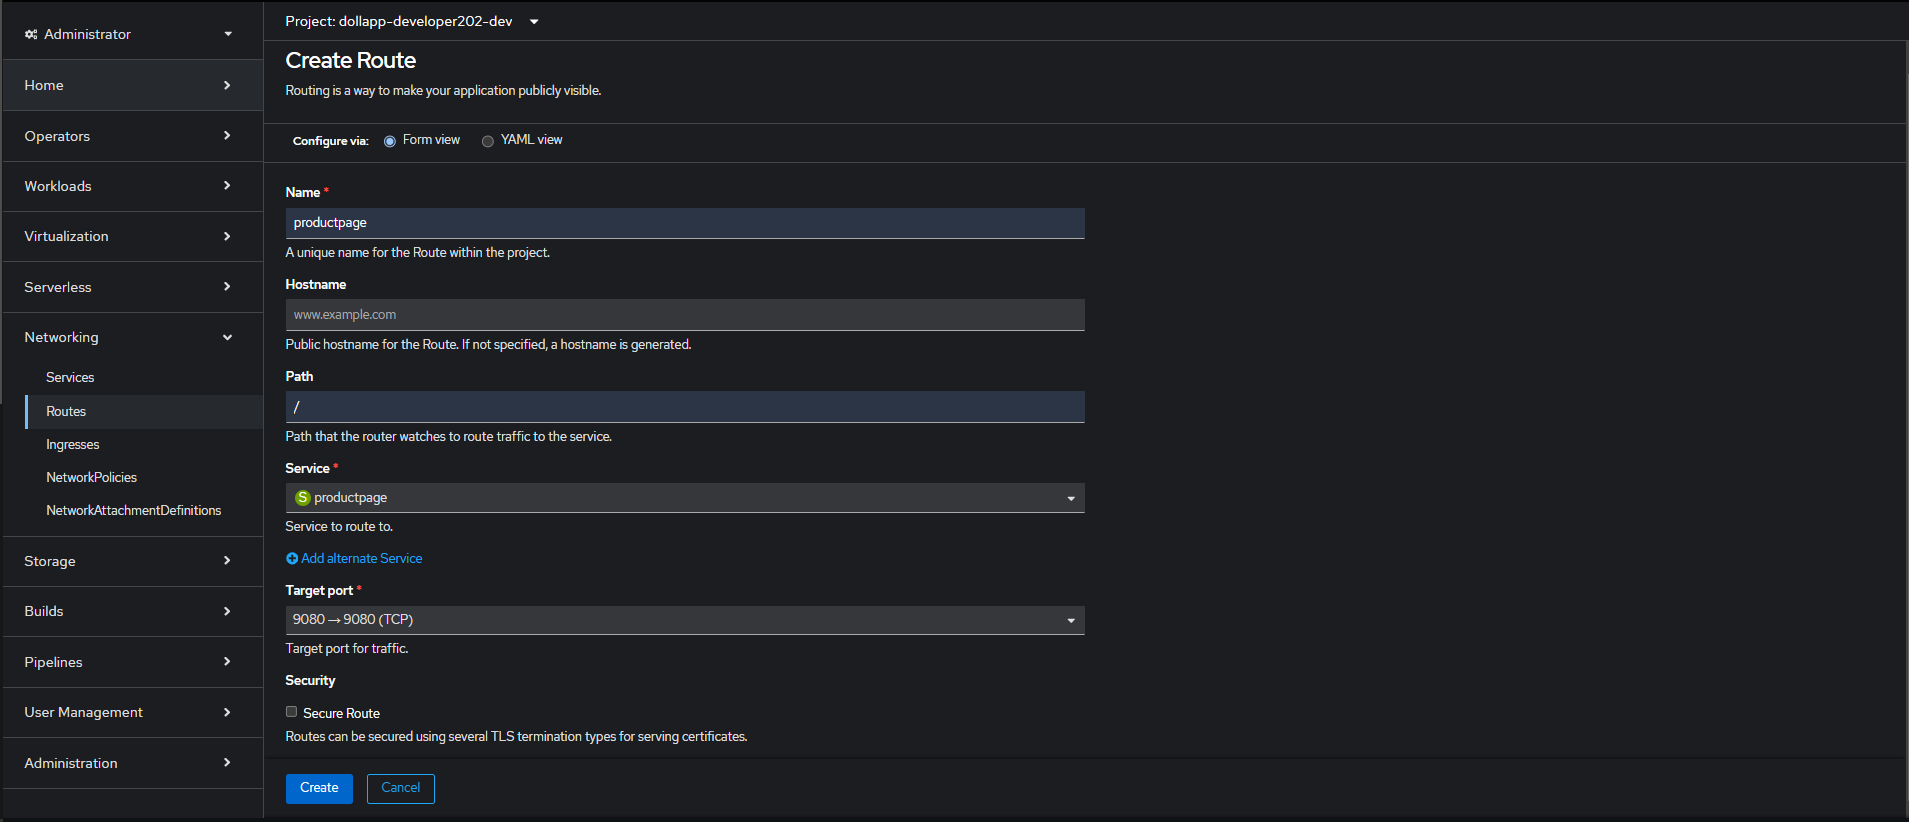 Administrator
Home
Operators
Workloads
Virtualization
Serverless
Networking
Services
Routes
Ingresses
NetworkPolicies
NetworkAttachmentDefinitions
Storage
Builds
Pipelines
User Management
Administration
Project: dollapp-developer202-dev
Create Route
Routing is a way to make your application publicly visible.
Configure via: Form view YAML view
Name *
productpage
A unique name for the Route within the project.
Hostname
www.example.com
Public hostname for the Route. If not specified, a hostname is generated.
Path
/
Path that the router watches to route traffic to the service.
Service *
S productpage
Service to route to.
Add alternate Service
Target port *
9080 → 9080 (TCP)
Target port for traffic.
Security
Secure Route
Routes can be secured using several TLS termination types for serving certificates.
Create Cancel